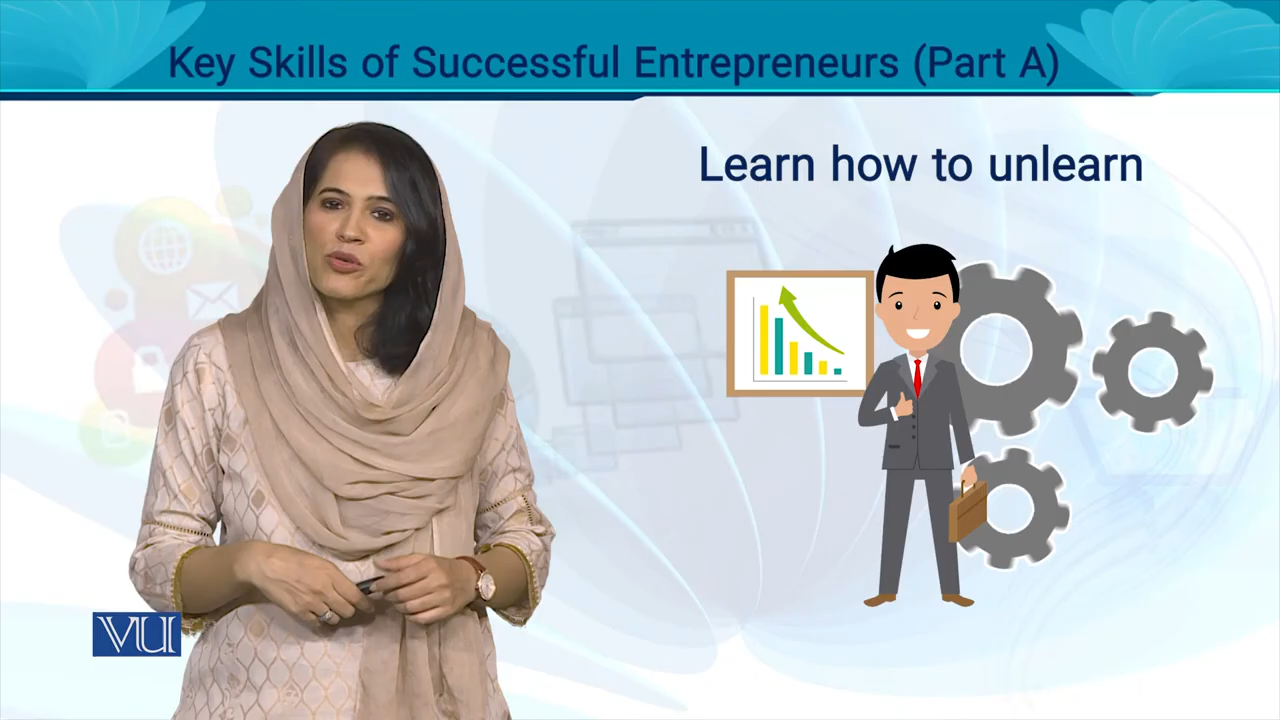 Key Skills of Successful Entrepreneurs (Part A)
Learn how to unlearn
VU